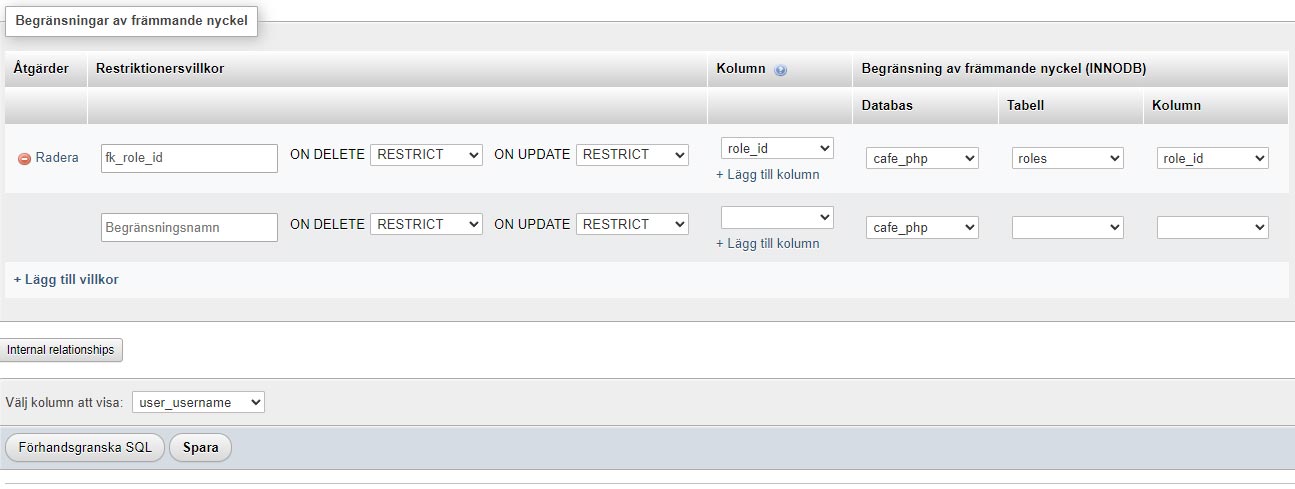 Begränsningar av främmande nyckel
Åtgärder Restriktionersvillkor Kolumn Begränsning av främmande nyckel (INNODB)
Databas Tabell Kolumn
Radera fk_role_id ON DELETE RESTRICT ON UPDATE RESTRICT role_id cafe_php roles role_id
+ Lägg till kolumn
Begränsningsnamn ON DELETE RESTRICT ON UPDATE RESTRICT cafe_php
+ Lägg till kolumn
+ Lägg till villkor
Internal relationships
Välj kolumn att visa: user_username
Förhandsgranska SQL Spara